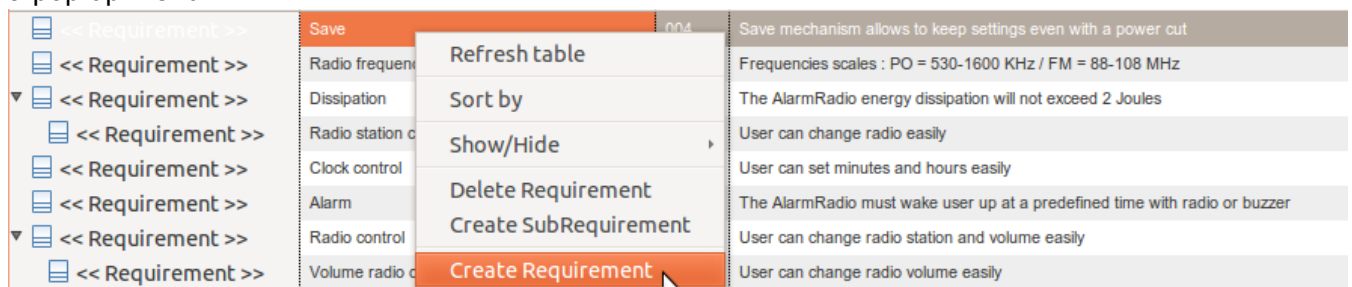 << Requirement >> Save 004 Save mechanism allows to keep settings even with a power cut
<< Requirement >> Radio frequen Frequencies scales : PO = 530-1600 KHz / FM = 88-108 MHz
<< Requirement >> Dissipation The AlarmRadio energy dissipation will not exceed 2 Joules
<< Requirement >> Radio station c User can change radio easily
<< Requirement >> Clock control User can set minutes and hours easily
<< Requirement >> Alarm The AlarmRadio must wake user up at a predefined time with radio or buzzer
<< Requirement >> Radio control User can change radio station and volume easily
<< Requirement >> Volume radio c User can change radio volume easily
Refresh table
Sort by
Show/Hide
Delete Requirement
Create SubRequirement
Create Requirement